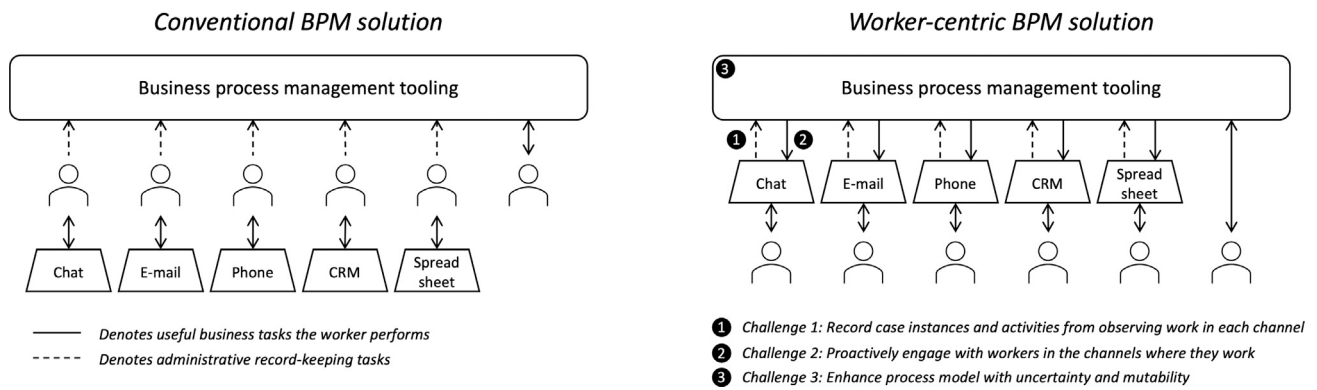 Conventional BPM solution
Business process management tooling
Chat
E-mail
Phone
CRM
Spread
sheet
Denotes useful business tasks the worker performs
Denotes administrative record-keeping tasks
Worker-centric BPM solution
3
Business process management tooling
1
2
Chat
E-mail
Phone
CRM
Spread
sheet
1 Challenge 1: Record case instances and activities from observing work in each channel
2 Challenge 2: Proactively engage with workers in the channels where they work
3 Challenge 3: Enhance process model with uncertainty and mutability